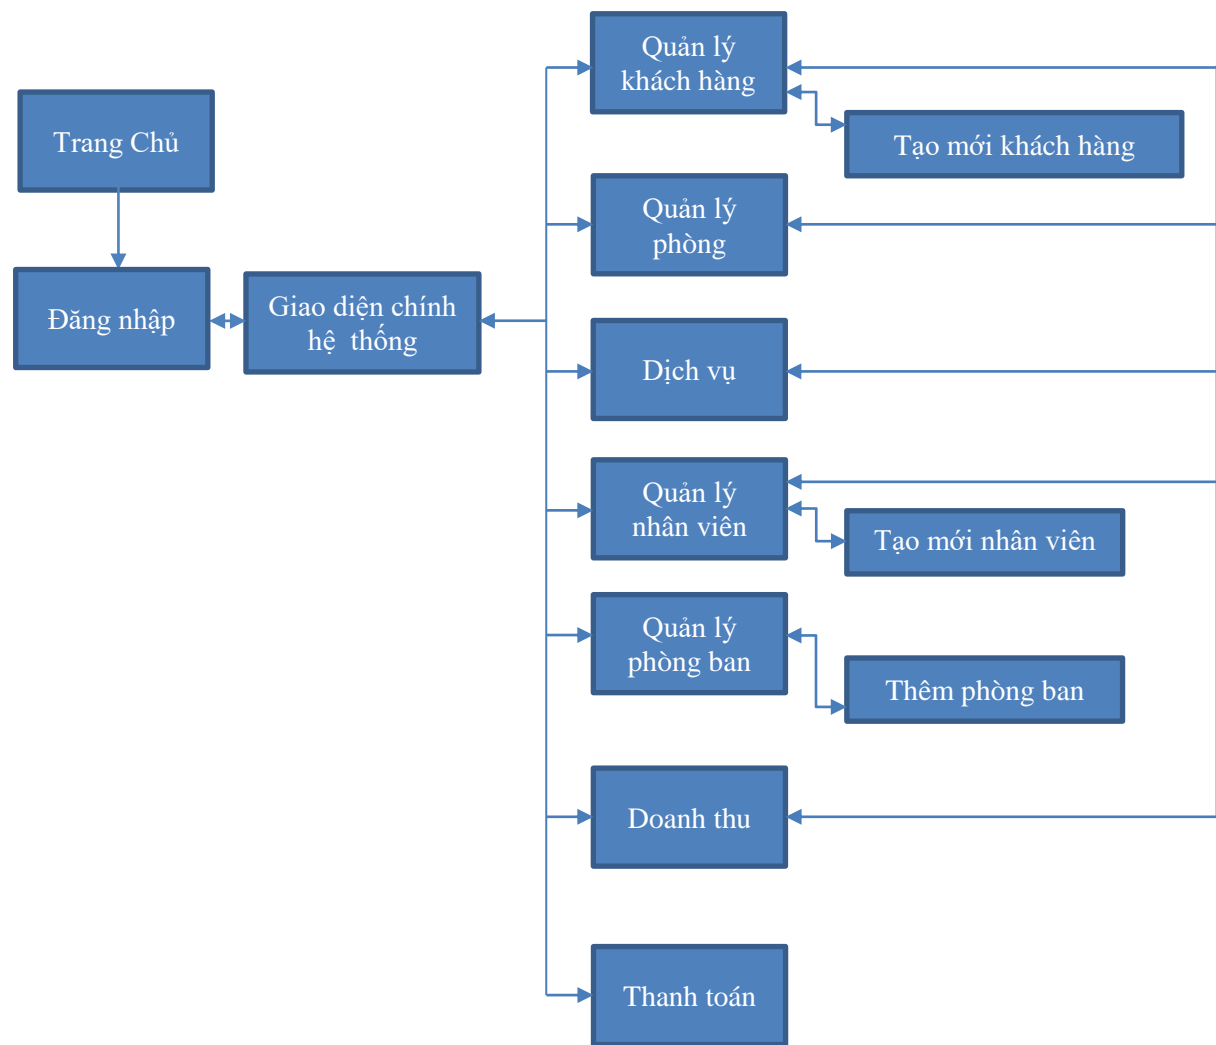 Trang Chủ
Đăng nhập
Giao diện chính
hệ  thống
Quản lý
khách hàng
Tạo mới khách hàng
Quản lý
phòng
Dịch vụ
Quản lý
nhân viên
Tạo mới nhân viên
Quản lý
phòng ban
Thêm phòng ban
Doanh thu
Thanh toán